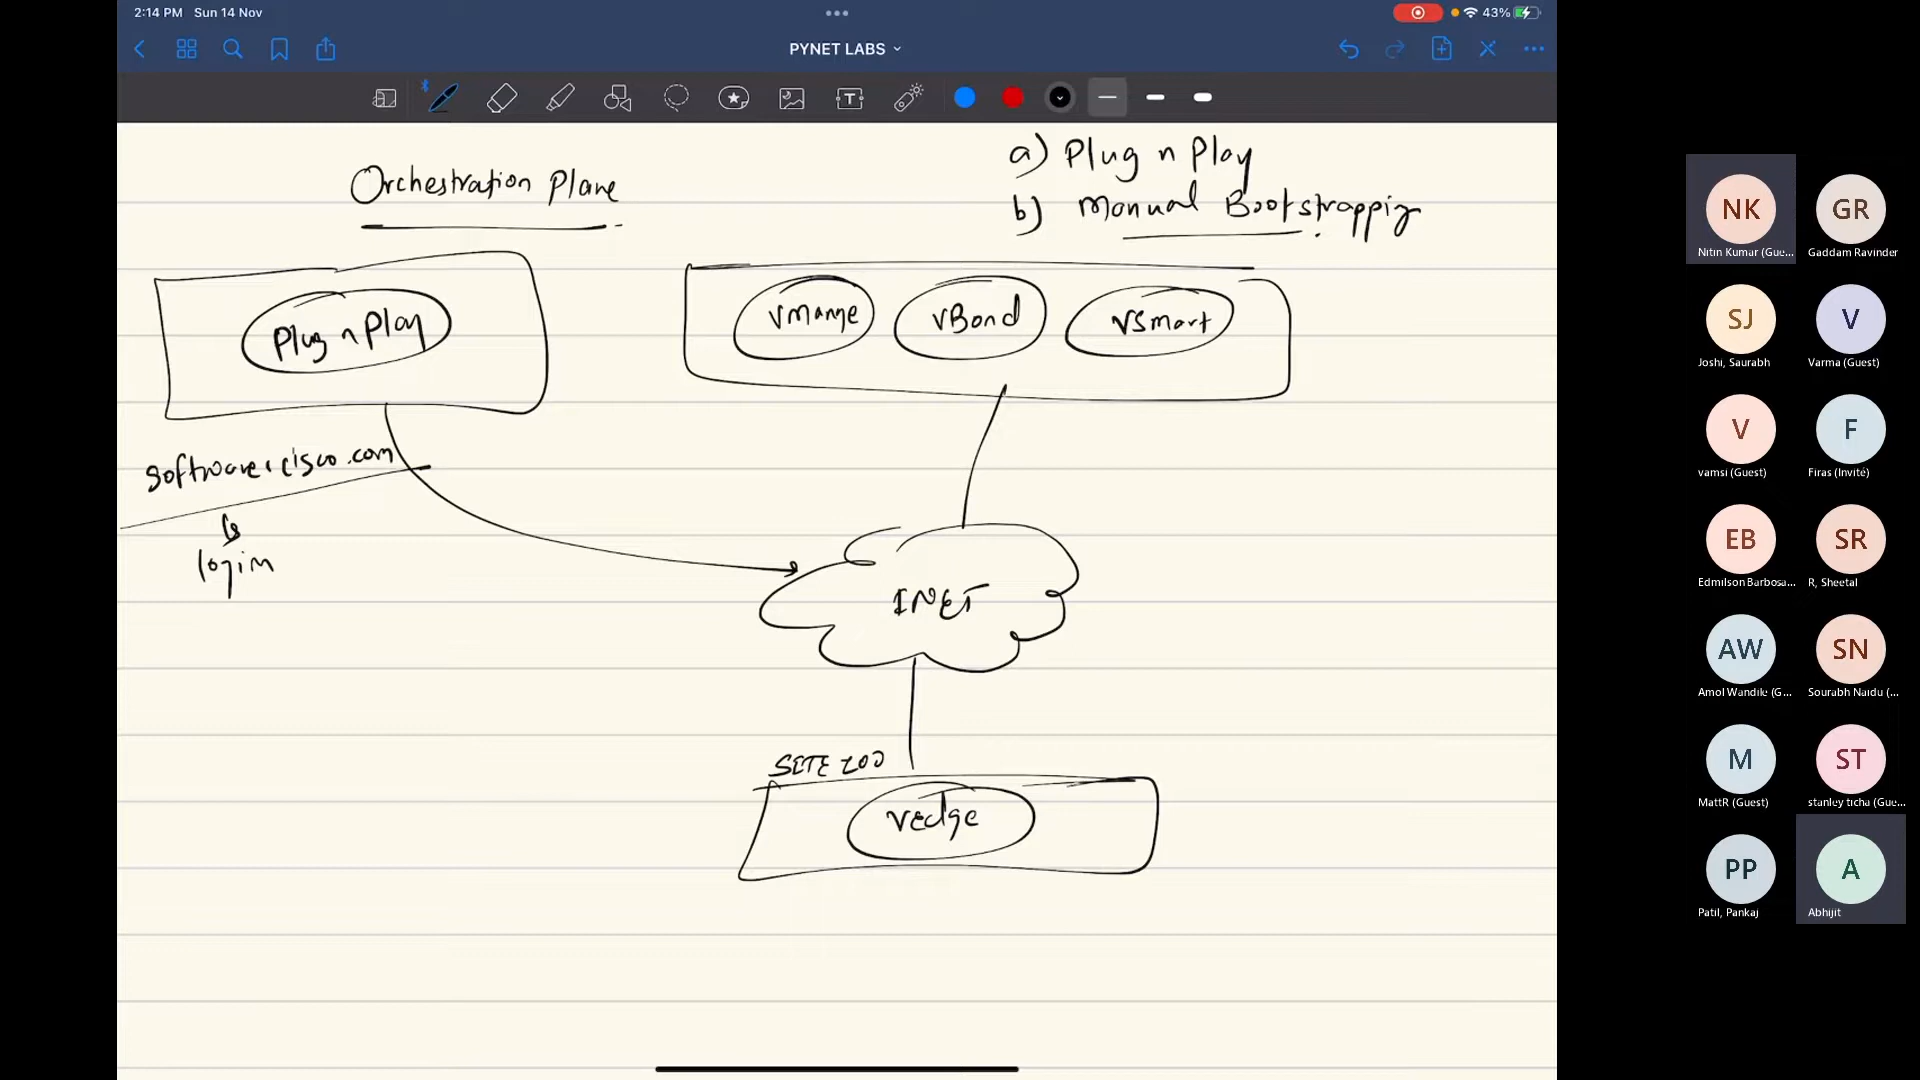 2:14 PM Sun 14 Nov
43%
PYNET LABS
Orchestration Plane
a) Plug n Play
b) Manual Bootstrapping
Plug n Play
vManage
vBond
vSmart
software.cisco.com
login
INET
SITE 200
vEdge
NK
Nitin Kumar (Gue...
GR
Gaddam Ravinder
SJ
Joshi, Saurabh
V
Varma (Guest)
V
vamsi (Guest)
F
Firas (Invité)
EB
Edmilson Barbosa...
SR
R, Sheetal
AW
Amol Wandile (G...
SN
Sourabh Naidu (...
M
MattR (Guest)
ST
stanley ticha (Gue...
PP
Patil, Pankaj
A
Abhijit